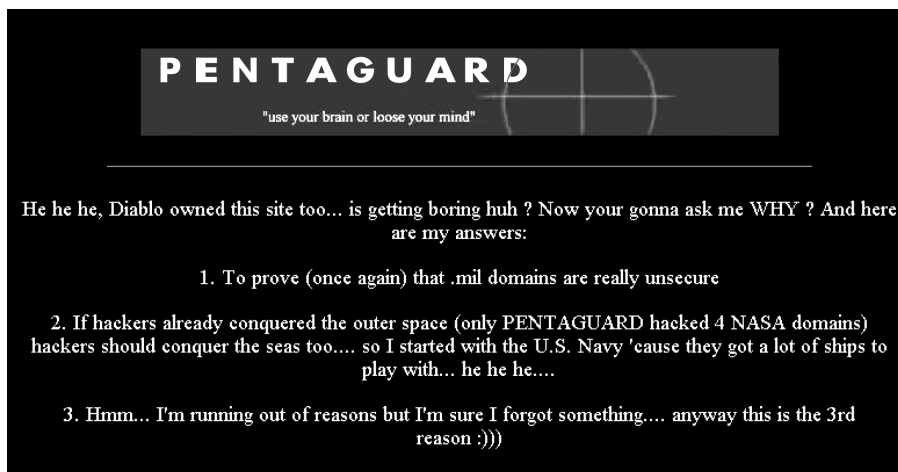 PENTAGUARD
"use your brain or loose your mind"
He he he, Diablo owned this site too... is getting boring huh ? Now your gonna ask me WHY ? And here
are my answers:
1. To prove (once again) that .mil domains are really unsecure
2. If hackers already conquered the outer space (only PENTAGUARD hacked 4 NASA domains)
hackers should conquer the seas too.... so I started with the U.S. Navy 'cause they got a lot of ships to
play with... he he he....
3. Hmm... I'm running out of reasons but I'm sure I forgot something.... anyway this is the 3rd
reason :)))